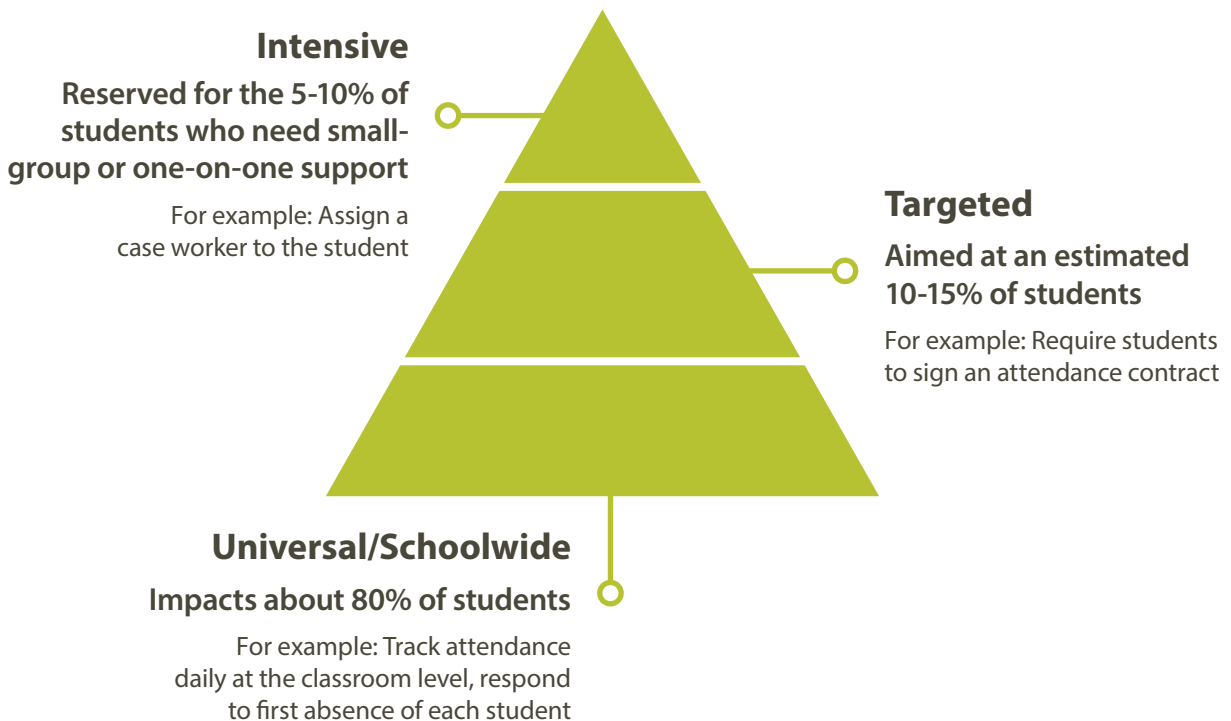 Intensive
Reserved for the 5-10% of
students who need small-
group or one-on-one support
For example: Assign a
case worker to the student
Targeted
Aimed at an estimated
10-15% of students
For example: Require students
to sign an attendance contract
Universal/Schoolwide
Impacts about 80% of students
For example: Track attendance
daily at the classroom level, respond
to first absence of each student